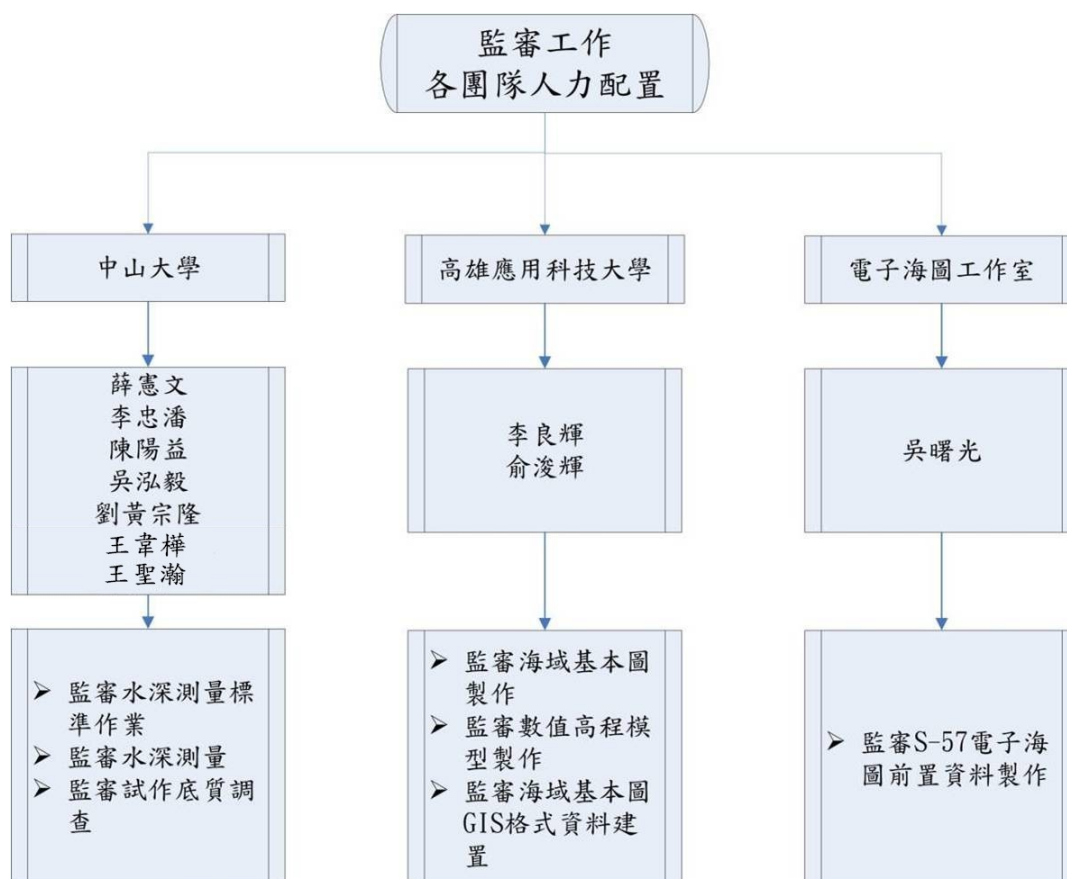 監審工作
各團隊人力配置
中山大學
高雄應用科技大學
電子海圖工作室
薛憲文
李忠潘
陳陽益
吳泓毅
劉黃宗隆
王韋樺
王聖瀚
李良輝
俞浚輝
吳曙光
➢ 監審水深測量標
準作業
➢ 監審水深測量
➢ 監審試作底質調
查
➢ 監審海域基本圖
製作
➢ 監審數值高程模
型製作
➢ 監審海域基本圖
GIS格式資料建
置
➢ 監審S-57電子海
圖前置資料製作